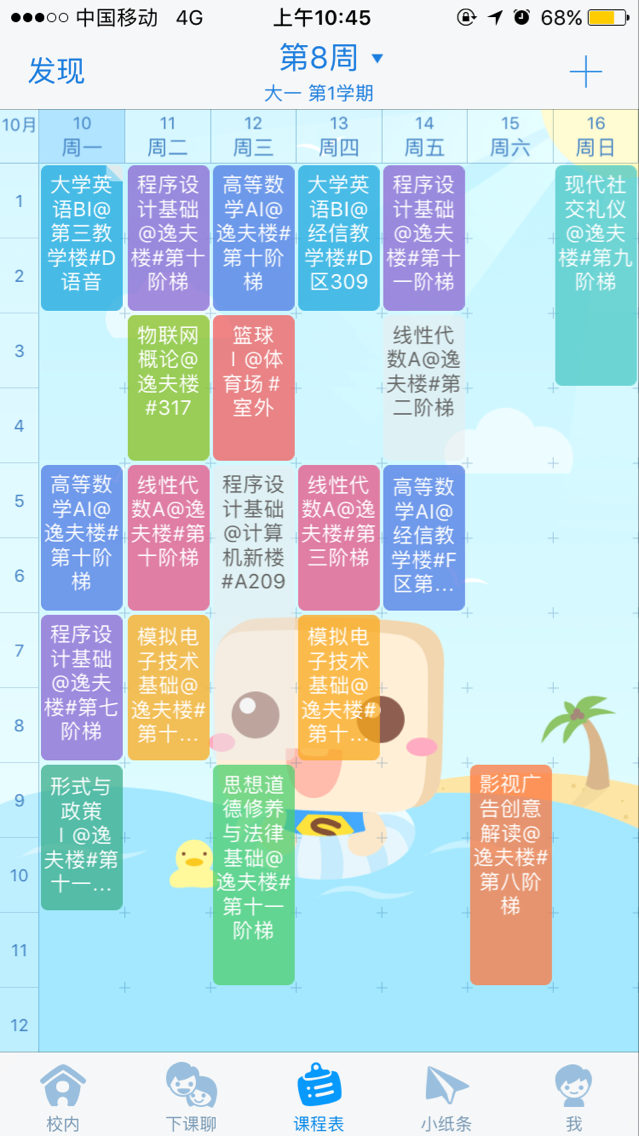 中国移动 4G 上午10:45 68%
发现 第8周
大一 第1学期
10月 10 11 12 13 14 15 16
周一 周二 周三 周四 周五 周六 周日
1
2
3
4
5
6
7
8
9
10
11
12
大学英
语BI@
第三教
学楼#D
语音
高等数
学AI@
逸夫楼#
第十阶
梯
程序设
计基础
@逸夫
楼#第七
阶梯
形式与
政策
I@逸
夫楼#第
十一...
程序设
计基础
@逸夫
楼#第十
阶梯
物联网
概论@
逸夫楼
#317
线性代
数A@逸
夫楼#第
十阶梯
模拟电
子技术
基础@
逸夫楼#
第十...
高等数
学AI@
逸夫楼#
第十阶
梯
篮球
I@体
育场#
室外
程序设
计基础
@计算
机新楼
#A209
思想道
德修养
与法律
基础@
逸夫楼#
第十一
阶梯
大学英
语BI@
经信教
学楼#D
区309
线性代
数A@逸
夫楼#第
三阶梯
模拟电
子技术
基础@
逸夫楼#
第十...
程序设
计基础
@逸夫
楼#第十
一阶梯
线性代
数A@逸
夫楼#第
二阶梯
高等数
学AI@
经信教
学楼#F
区第...
影视广
告创意
解读@
逸夫楼#
第八阶
梯
现代社
交礼仪
@逸夫
楼#第九
阶梯
校内 下课聊 课程表 小纸条 我